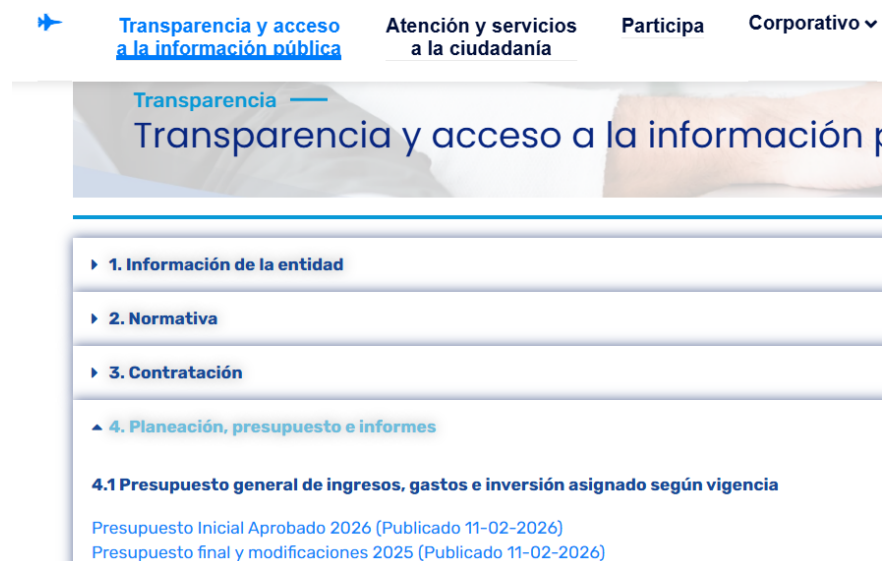 Transparencia y acceso
a la información pública
Atención y servicios
a la ciudadanía
Participa
Corporativo
Transparencia
Transparencia y acceso a la información
1. Información de la entidad
2. Normativa
3. Contratación
4. Planeación, presupuesto e informes
4.1 Presupuesto general de ingresos, gastos e inversión asignado según vigencia
Presupuesto Inicial Aprobado 2026 (Publicado 11-02-2026)
Presupuesto final y modificaciones 2025 (Publicado 11-02-2026)